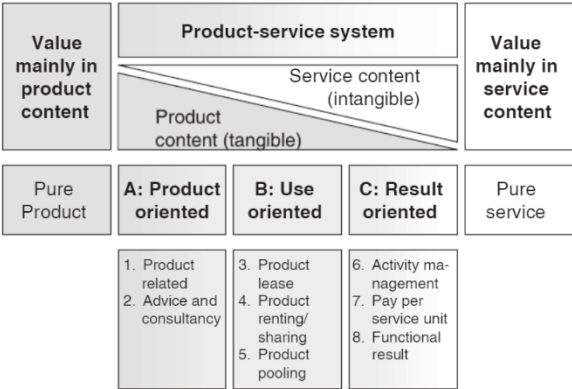 Value
mainly in
product
content
Product-service system
Service content
(intangible)
Product
content (tangible)
Value
mainly in
service
content
Pure
Product
A: Product
oriented
B: Use
oriented
C: Result
oriented
Pure
service
1. Product
related
2. Advice and
consultancy
3. Product
lease
4. Product
renting/
sharing
5. Product
pooling
6. Activity ma-
nagement
7. Pay per
service unit
8. Functional
result